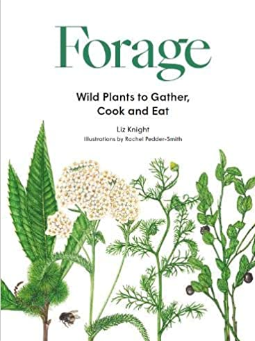 Forage
Wild Plants to Gather,
Cook and Eat
Liz Knight
Illustrations by Rachel Pedder-Smith